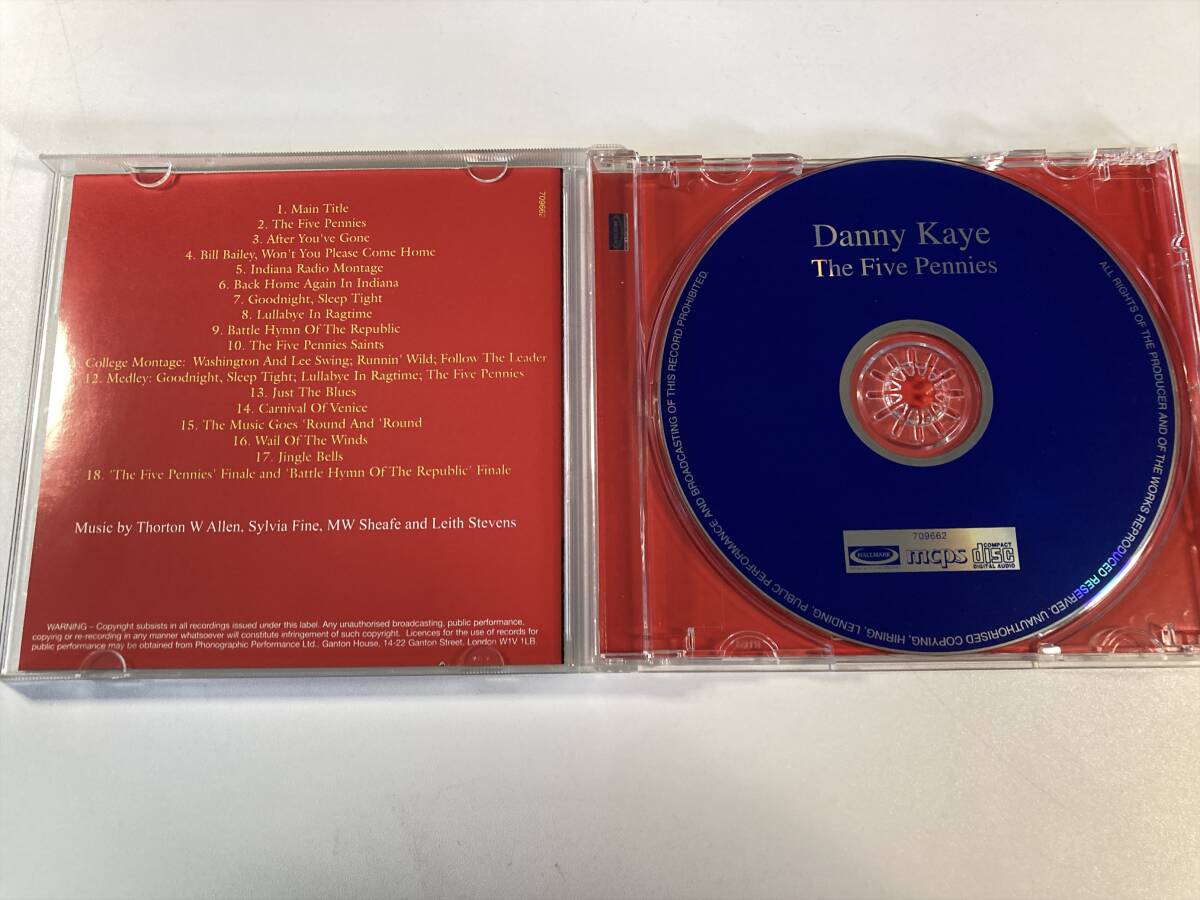 709662
1. Main Title
2. The Five Pennies
3. After You've Gone
4. Bill Bailey, Won't You Please Come Home
5. Indiana Radio Montage
6. Back Home Again In Indiana
7. Goodnight, Sleep Tight
8. Lullabye In Ragtime
9. Battle Hymn Of The Republic
10. The Five Pennies Saints
College Montage: Washington And Lee Swing; Runnin' Wild; Follow The Leader
12. Medley: Goodnight, Sleep Tight; Lullabye In Ragtime; The Five Pennies
13. Just The Blues
14. Carnival Of Venice
15. The Music Goes 'Round And 'Round
16. Wail Of The Winds
17. Jingle Bells
18. 'The Five Pennies' Finale and 'Battle Hymn Of The Republic' Finale
Music by Thorton W Allen, Sylvia Fine, MW Sheafe and Leith Stevens
WARNING – Copyright subsists in all recordings issued under this label. Any unauthorised broadcasting, public performance,
copying or re-recording in any manner whatsoever will constitute infringement of such copyright. Licences for the use of records for
public performance may be obtained from Phonographic Performance Ltd., Ganton House, 14-22 Ganton Street, London W1V 1LB.
Danny Kaye
The Five Pennies
709662
HALLMARK
mcps
COMPACT
disc
DIGITAL AUDIO
ALL RIGHTS OF THE PRODUCER AND OF THE WORKS REPRODUCED RESERVED. UNAUTHORISED COPYING, HIRING, LENDING, PUBLIC PERFORMANCE AND BROADCASTING OF THIS RECORD PROHIBITED.